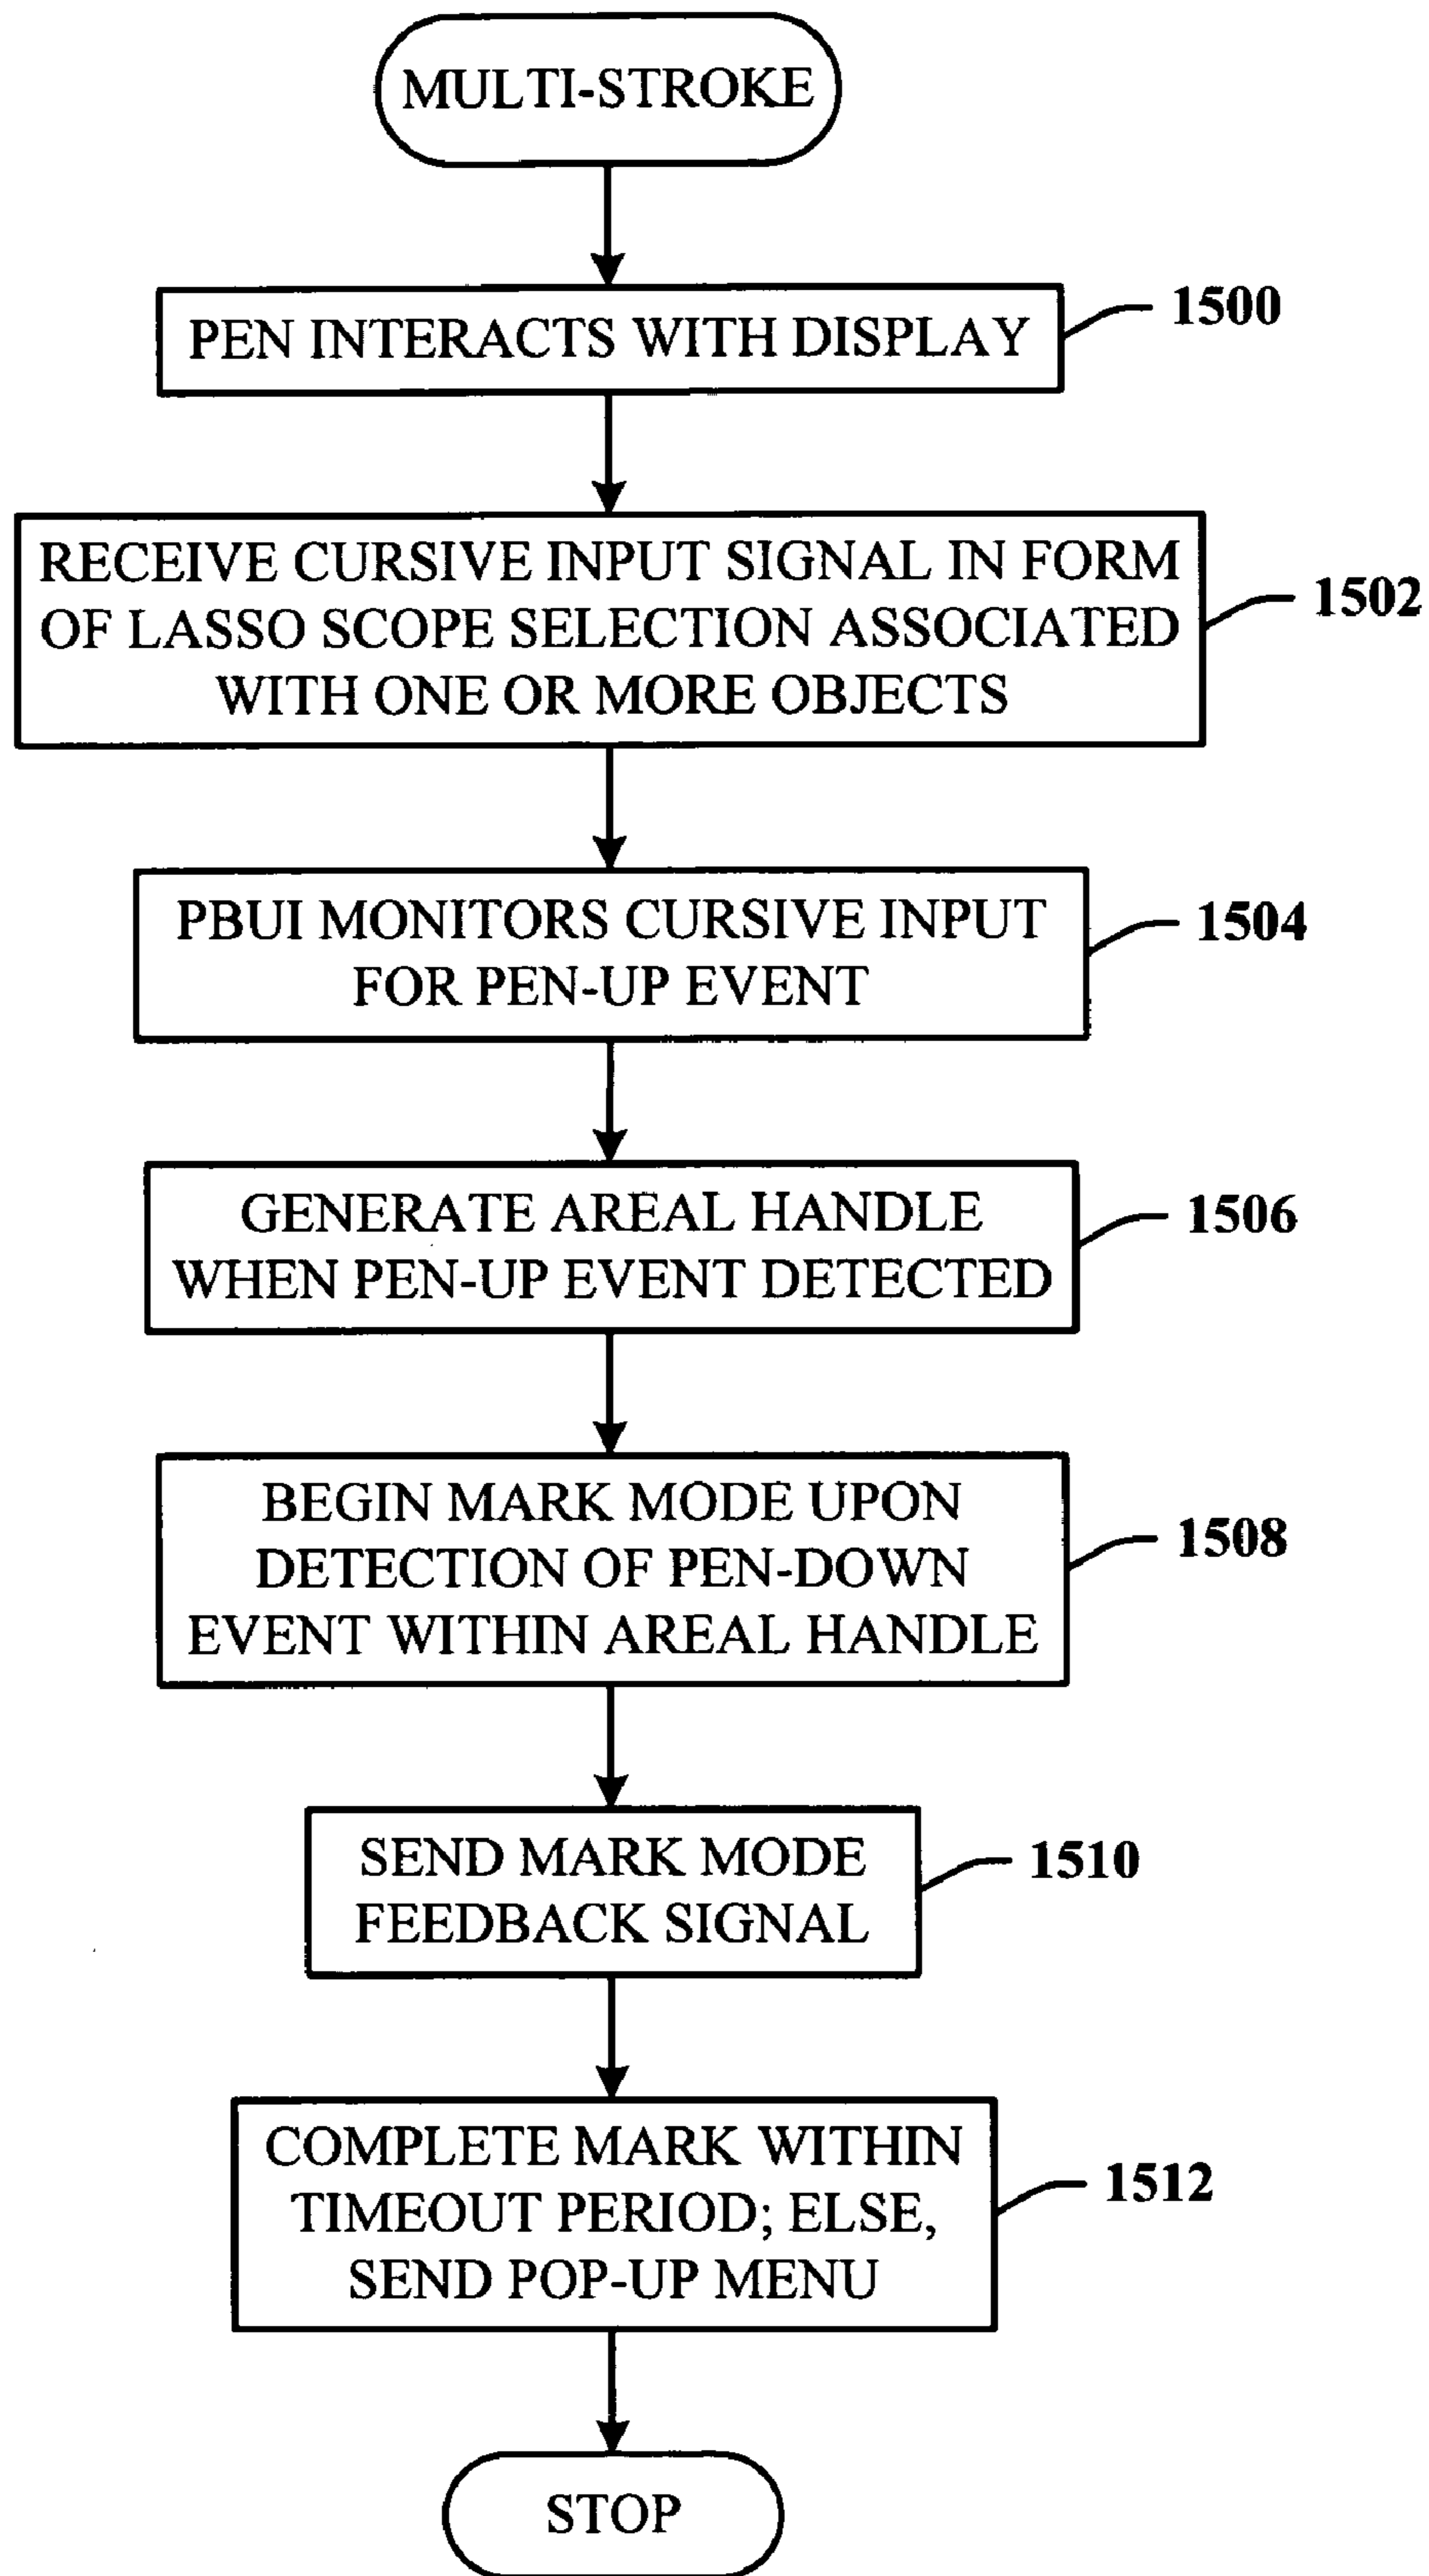 MULTI-STROKE
PEN INTERACTS WITH DISPLAY
1500
RECEIVE CURSIVE INPUT SIGNAL IN FORM
OF LASSO SCOPE SELECTION ASSOCIATED
WITH ONE OR MORE OBJECTS
1502
PBUI MONITORS CURSIVE INPUT
FOR PEN-UP EVENT
1504
GENERATE AREAL HANDLE
WHEN PEN-UP EVENT DETECTED
1506
BEGIN MARK MODE UPON
DETECTION OF PEN-DOWN
EVENT WITHIN AREAL HANDLE
1508
SEND MARK MODE
FEEDBACK SIGNAL
1510
COMPLETE MARK WITHIN
TIMEOUT PERIOD; ELSE,
SEND POP-UP MENU
1512
STOP